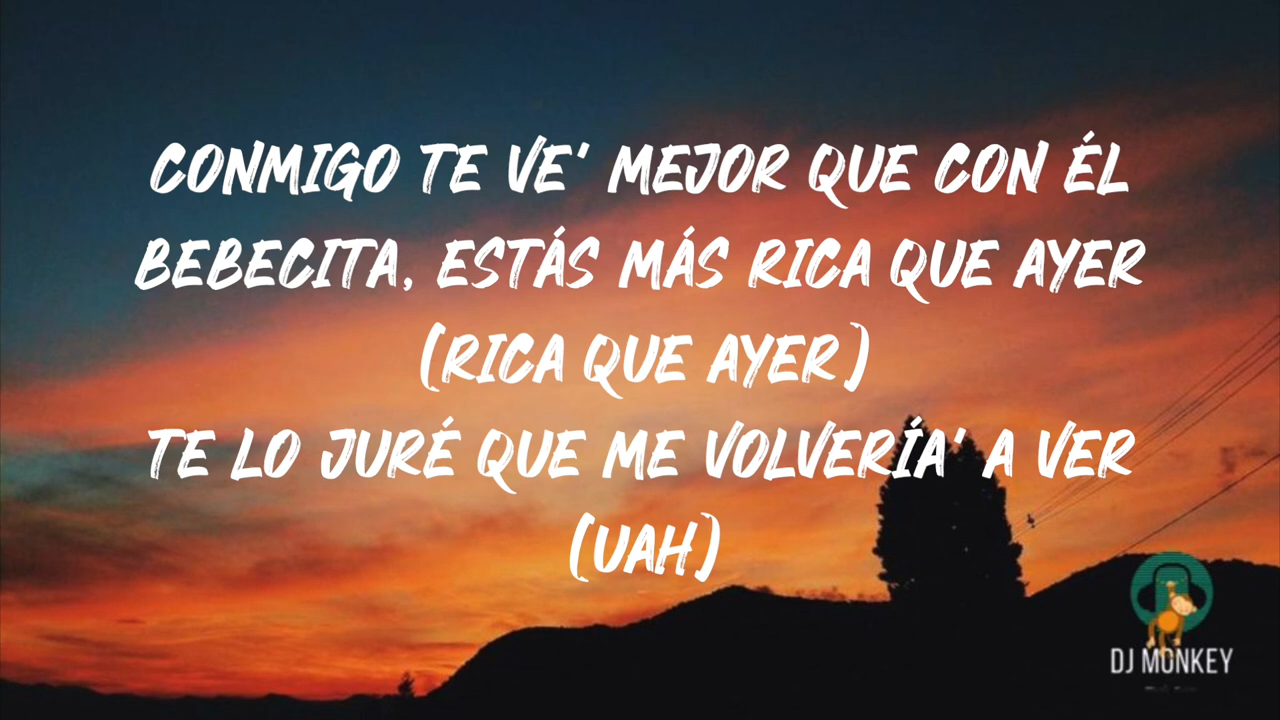 CONMIGO TE VE' MEJOR QUE CON ÉL
BEBECITA, ESTÁS MÁS RICA QUE AYER
(RICA QUE AYER)
TE LO JURÉ QUE ME VOLVERÍA' A VER
(UAH)
DJ MONKEY